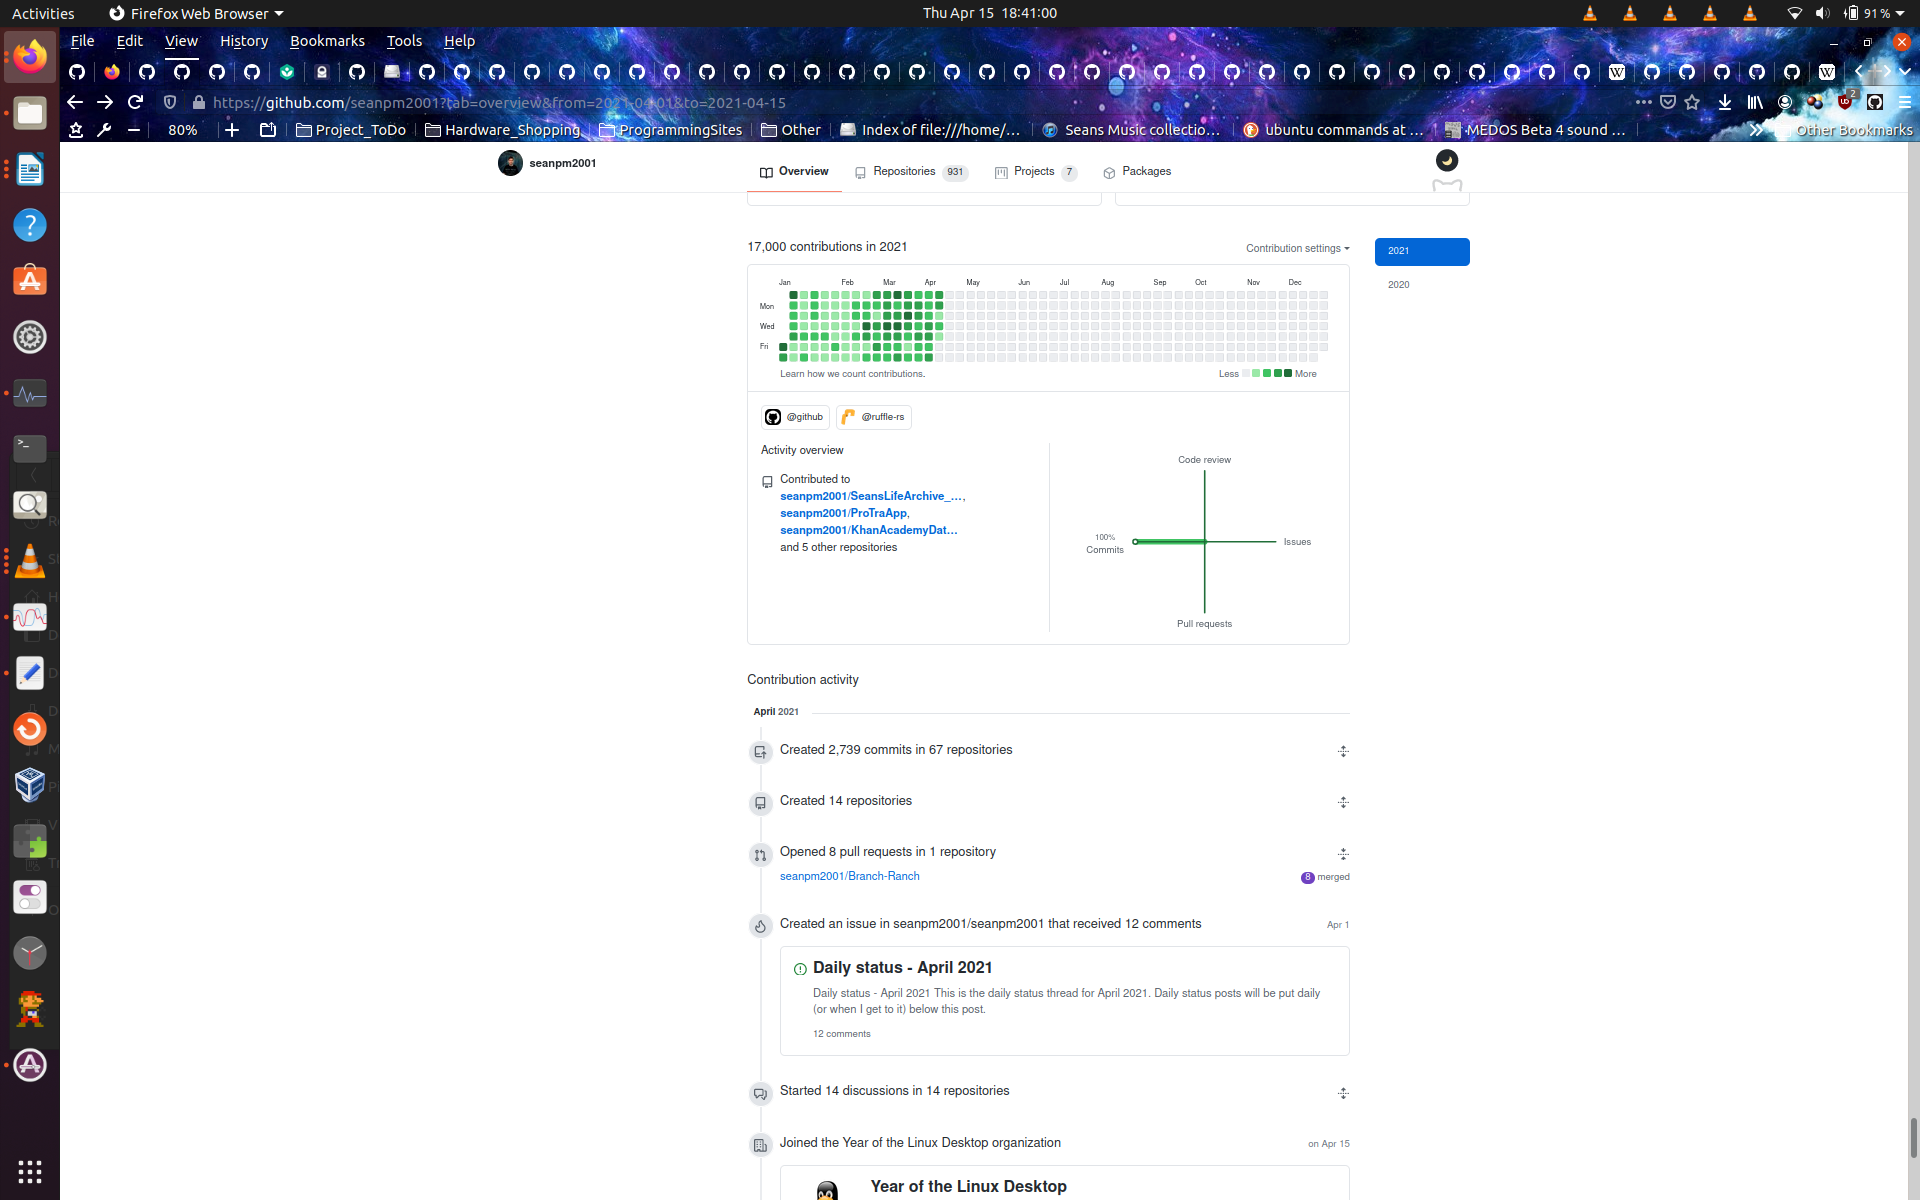 Activities
Firefox Web Browser
Thu Apr 15 18:41:00
91 %
File Edit View History Bookmarks Tools Help
https://github.com/seanpm2001?tab=overview&from=2021-04-01&to=2021-04-15
2
80%
Project_ToDo
Hardware_Shopping
ProgrammingSites
Other
Index of file:///home/…
Seans Music collectio…
ubuntu commands at …
MEDOS Beta 4 sound …
Other Bookmarks
seanpm2001
Overview
Repositories 931
Projects 7
Packages
17,000 contributions in 2021
Contribution settings
2021
2020
Jan Feb Mar Apr May Jun Jul Aug Sep Oct Nov Dec
Mon
Wed
Fri
Learn how we count contributions.
Less More
@github
@ruffle-rs
Activity overview
Contributed to
seanpm2001/SeansLifeArchive_…,
seanpm2001/ProTraApp,
seanpm2001/KhanAcademyDat…
and 5 other repositories
Code review
100%
Commits
Issues
Pull requests
Contribution activity
April 2021
Created 2,739 commits in 67 repositories
Created 14 repositories
Opened 8 pull requests in 1 repository
seanpm2001/Branch-Ranch
8 merged
Created an issue in seanpm2001/seanpm2001 that received 12 comments
Apr 1
Daily status - April 2021
Daily status - April 2021 This is the daily status thread for April 2021. Daily status posts will be put daily
(or when I get to it) below this post.
12 comments
Started 14 discussions in 14 repositories
Joined the Year of the Linux Desktop organization
on Apr 15
Year of the Linux Desktop